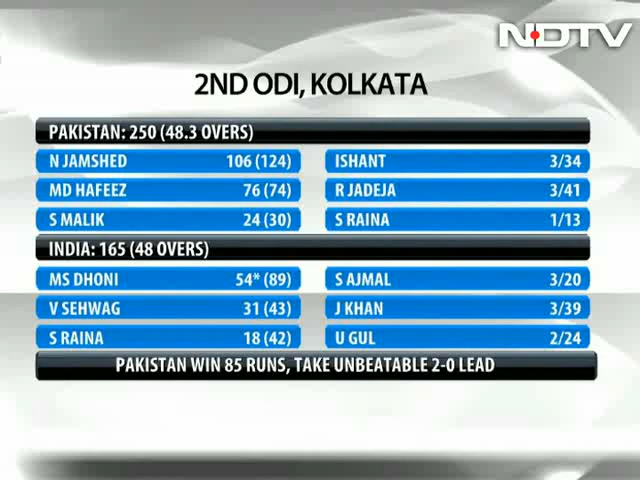 NDTV
2ND ODI, KOLKATA
PAKISTAN: 250 (48.3 OVERS)
N JAMSHED 106 (124) ISHANT 3/34
MD HAFEEZ 76 (74) R JADEJA 3/41
S MALIK 24 (30) S RAINA 1/13
INDIA: 165 (48 OVERS)
MS DHONI 54* (89) S AJMAL 3/20
V SEHWAG 31 (43) J KHAN 3/39
S RAINA 18 (42) U GUL 2/24
PAKISTAN WIN 85 RUNS, TAKE UNBEATABLE 2-0 LEAD